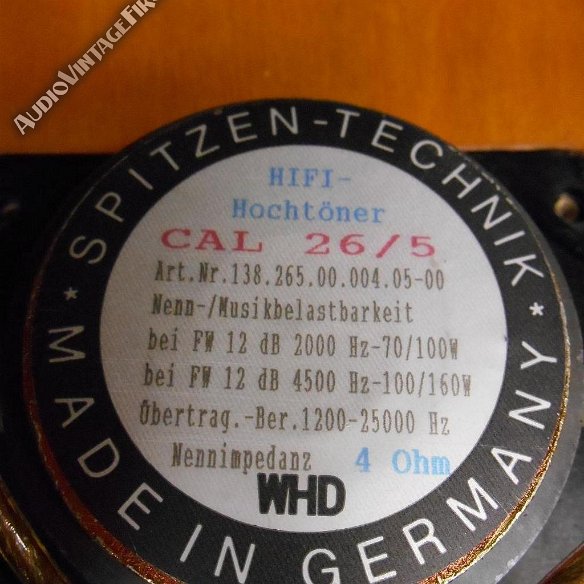 AUDIOVINTAGEFIR
* SPITZEN-TECHNIK *
HIFI-
Hochtöner
CAL 26/5
Art.Nr.138.265.00.004.05-00
Nenn-/Musikbelastbarkeit
bei FW 12 dB 2000 Hz-70/100W
bei FW 12 dB 4500 Hz-100/160W
Übertrag.-Ber.1200-25000 Hz
Nennimpedanz 4 Ohm
WHD
MADE IN GERMANY